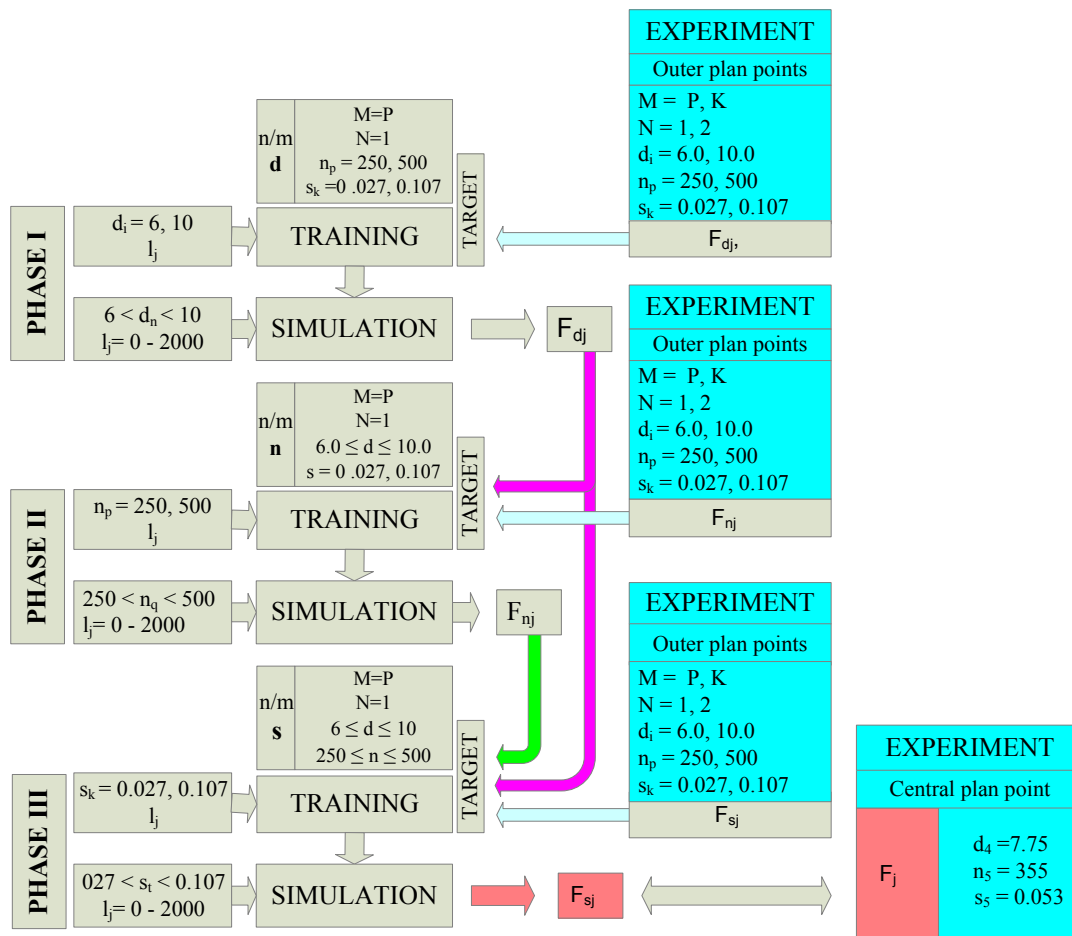 EXPERIMENT
Outer plan points
M = P, K
N = 1, 2
dᵢ = 6.0, 10.0
nₚ = 250, 500
sₖ = 0.027, 0.107
F_dj,
n/m
d
M=P
N=1
nₚ = 250, 500
sₖ =0 .027, 0.107
TARGET
PHASE I
dᵢ = 6, 10
lⱼ
TRAINING
6 < dₙ < 10
lⱼ= 0 - 2000
SIMULATION
F_dj
EXPERIMENT
Outer plan points
M = P, K
N = 1, 2
dᵢ = 6.0, 10.0
nₚ = 250, 500
sₖ = 0.027, 0.107
F_nj
n/m
n
M=P
N=1
6.0 ≤ d ≤ 10.0
s = 0 .027, 0.107
TARGET
PHASE II
nₚ = 250, 500
lⱼ
TRAINING
250 < n_q < 500
lⱼ= 0 - 2000
SIMULATION
F_nj
EXPERIMENT
Outer plan points
M = P, K
N = 1, 2
dᵢ = 6.0, 10.0
nₚ = 250, 500
sₖ = 0.027, 0.107
F_sj
n/m
s
M=P
N=1
6 ≤ d ≤ 10
250 ≤ n ≤ 500
TARGET
PHASE III
sₖ = 0.027, 0.107
lⱼ
TRAINING
027 < sₜ < 0.107
lⱼ= 0 - 2000
SIMULATION
F_sj
EXPERIMENT
Central plan point
Fⱼ
d₄ =7.75
n₅ = 355
s₅ = 0.053